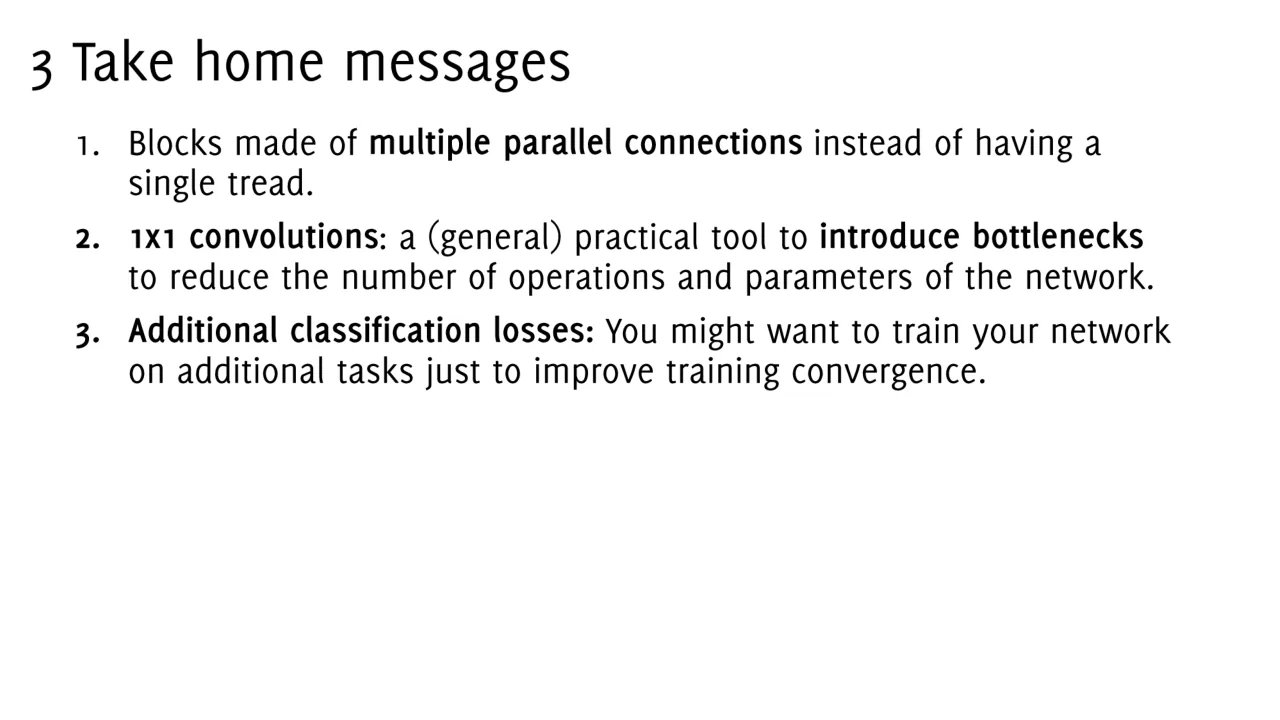 3 Take home messages
1. Blocks made of multiple parallel connections instead of having a
single tread.
2. 1x1 convolutions: a (general) practical tool to introduce bottlenecks
to reduce the number of operations and parameters of the network.
3. Additional classification losses: You might want to train your network
on additional tasks just to improve training convergence.